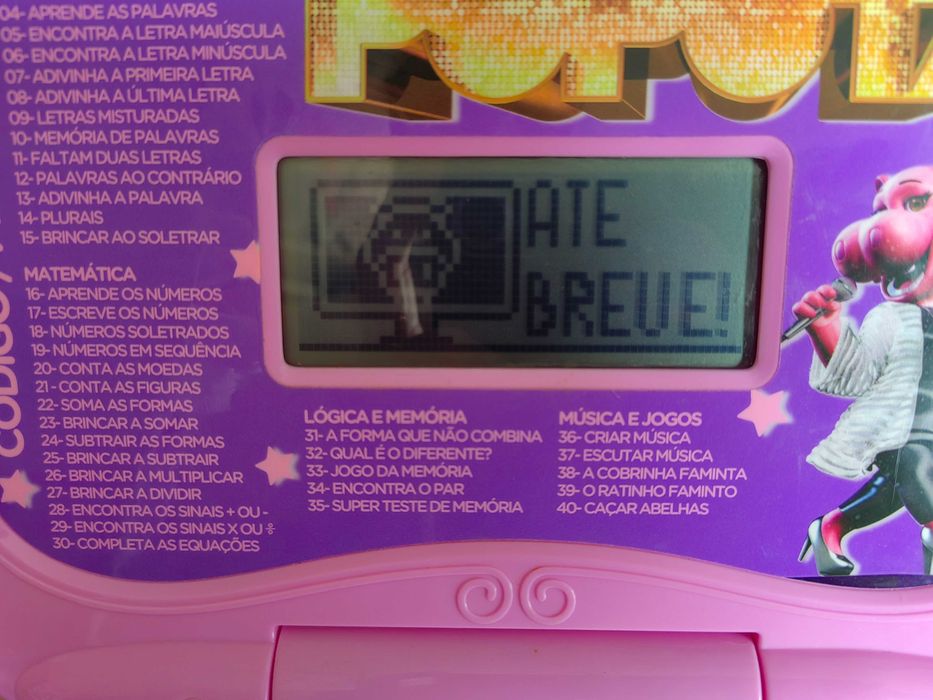 04- APRENDE AS PALAVRAS
05- ENCONTRA A LETRA MAIÚSCULA
06- ENCONTRA A LETRA MINÚSCULA
07- ADIVINHA A PRIMEIRA LETRA
08- ADIVINHA A ÚLTIMA LETRA
09- LETRAS MISTURADAS
10- MEMÓRIA DE PALAVRAS
11- FALTAM DUAS LETRAS
12- PALAVRAS AO CONTRÁRIO
13- ADIVINHA A PALAVRA
14- PLURAIS
15- BRINCAR AO SOLETRAR
MATEMÁTICA
16- APRENDE OS NÚMEROS
17- ESCREVE OS NÚMEROS
18- NÚMEROS SOLETRADOS
19- NÚMEROS EM SEQUÊNCIA
20- CONTA AS MOEDAS
21- CONTA AS FIGURAS
22- SOMA AS FORMAS
23- BRINCAR A SOMAR
24- SUBTRAIR AS FORMAS
25- BRINCAR A SUBTRAIR
26- BRINCAR A MULTIPLICAR
27- BRINCAR A DIVIDIR
28- ENCONTRA OS SINAIS + OU -
29- ENCONTRA OS SINAIS X OU ÷
30- COMPLETA AS EQUAÇÕES
ATE
BREVE!
LÓGICA E MEMÓRIA
31- A FORMA QUE NÃO COMBINA
32- QUAL É O DIFERENTE?
33- JOGO DA MEMÓRIA
34- ENCONTRA O PAR
35- SUPER TESTE DE MEMÓRIA
MÚSICA E JOGOS
36- CRIAR MÚSICA
37- ESCUTAR MÚSICA
38- A COBRINHA FAMINTA
39- O RATINHO FAMINTO
40- CAÇAR ABELHAS